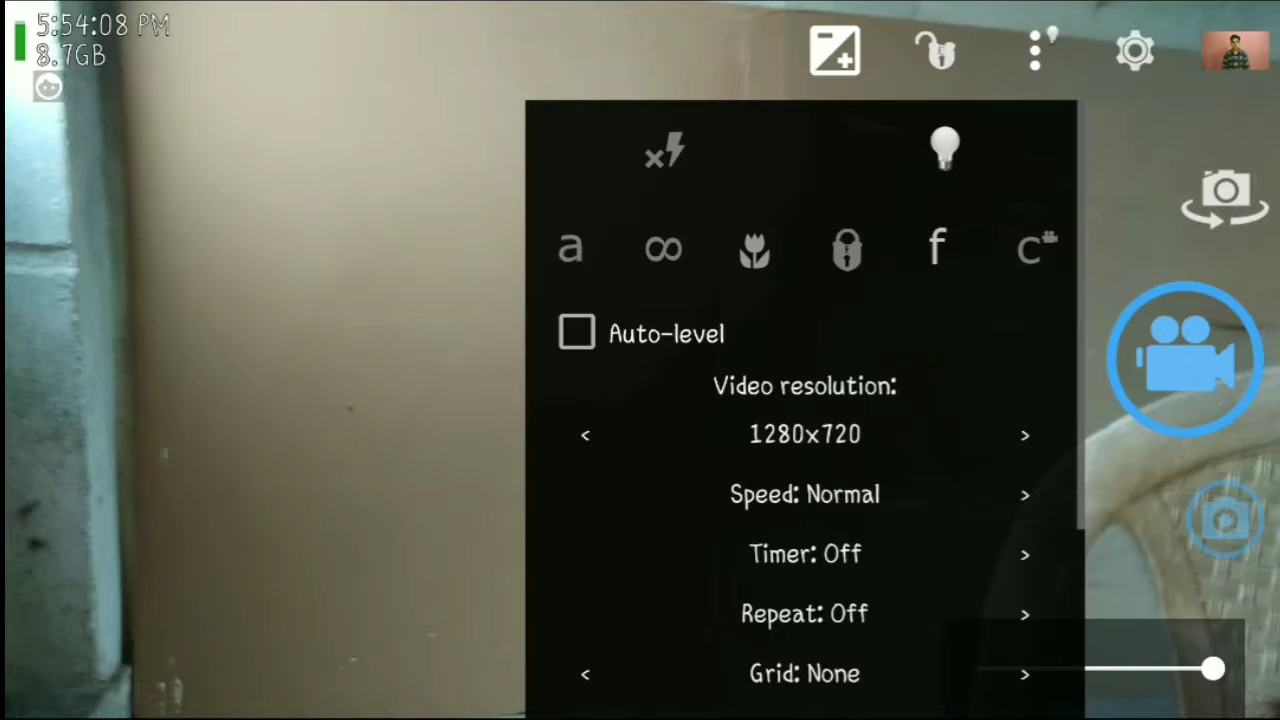 5:54:08 PM
8.7GB
a
∞
f
c
Auto-level
Video resolution:
< 1280x720 >
Speed: Normal >
Timer: Off >
Repeat: Off >
< Grid: None >